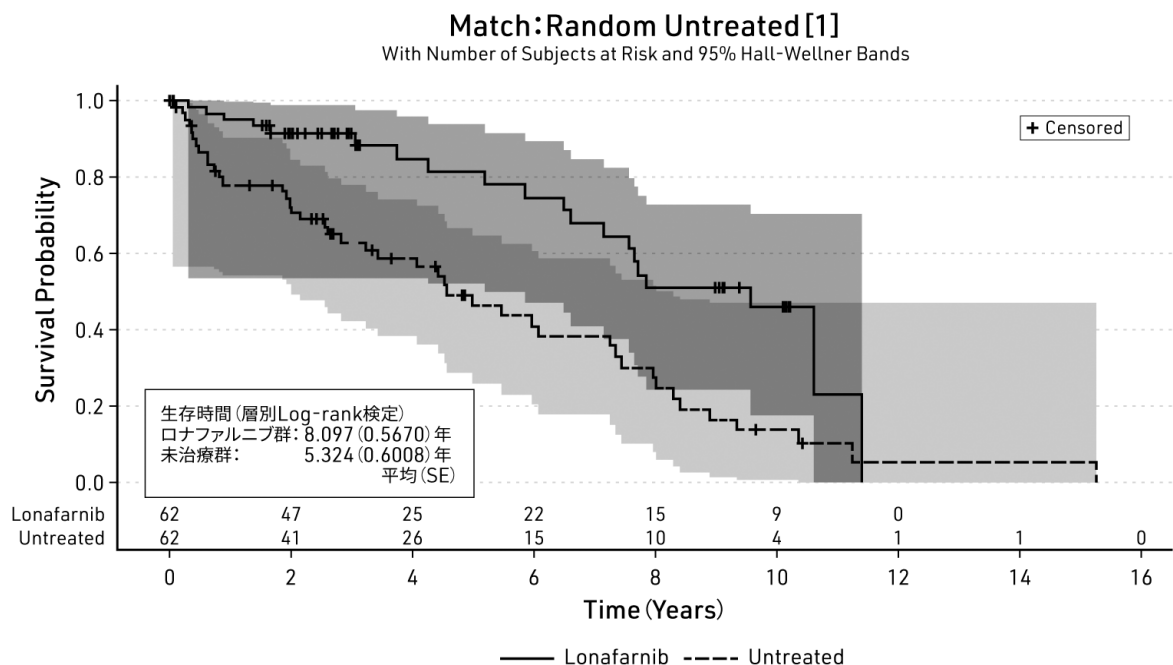 Match:Random Untreated [1]
With Number of Subjects at Risk and 95% Hall-Wellner Bands
1.0
0.8
0.6
0.4
0.2
0.0
Survival Probability
+ Censored
生存時間(層別Log-rank検定)
ロナファルニブ群: 8.097(0.5670)年
未治療群: 5.324(0.6008)年
平均(SE)
Lonafarnib 62 47 25 22 15 9 0
Untreated 62 41 26 15 10 4 1 1 0
0 2 4 6 8 10 12 14 16
Time(Years)
Lonafarnib Untreated